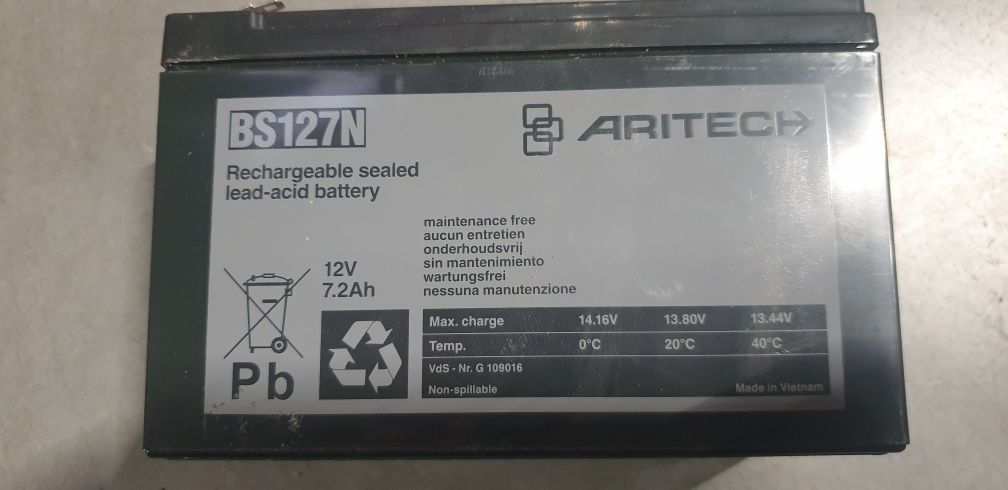 BS127N
ARITECH
Rechargeable sealed
lead-acid battery
maintenance free
aucun entretien
onderhoudsvrij
sin mantenimiento
wartungsfrei
nessuna manutenzione
12V
7.2Ah
Pb
Max. charge 14.16V 13.80V 13.44V
Temp. 0°C 20°C 40°C
VdS - Nr. G 109016
Non-spillable Made in Vietnam